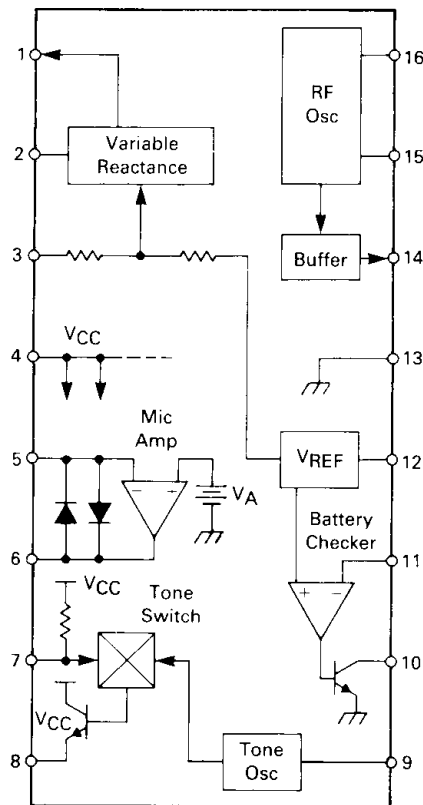 1
16
RF
Osc
Variable
Reactance
2
15
3
Buffer
14
VCC
4
13
Mic
Amp
5
− +
VA
VREF
12
Battery
Checker
6
11
+ −
VCC
Tone
Switch
7
10
VCC
8
Tone
Osc
9